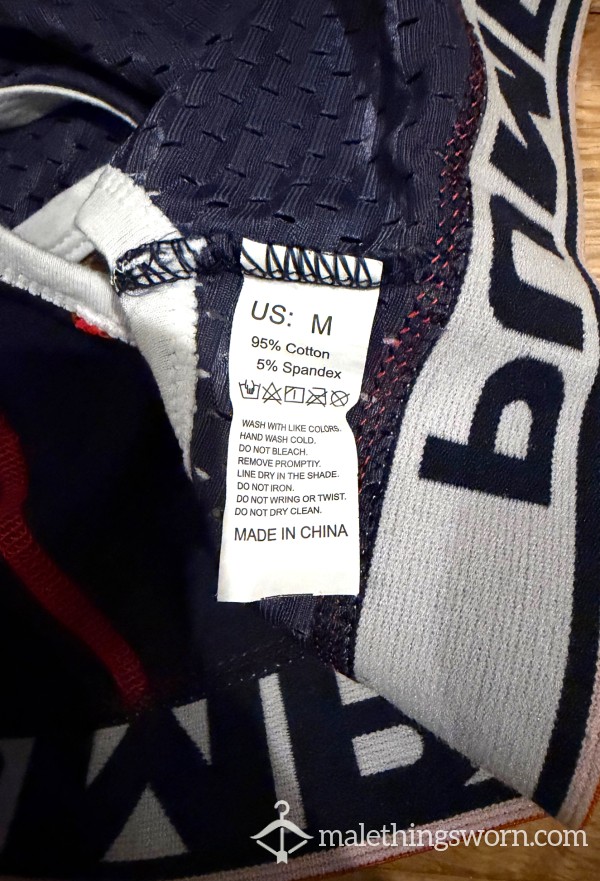 US: M
95% Cotton
5% Spandex
WASH WITH LIKE COLORS.
HAND WASH COLD.
DO NOT BLEACH.
REMOVE PROMPTIY.
LINE DRY IN THE SHADE.
DO NOT IRON.
DO NOT WRING OR TWIST.
DO NOT DRY CLEAN.
MADE IN CHINA
malethingsworn.com